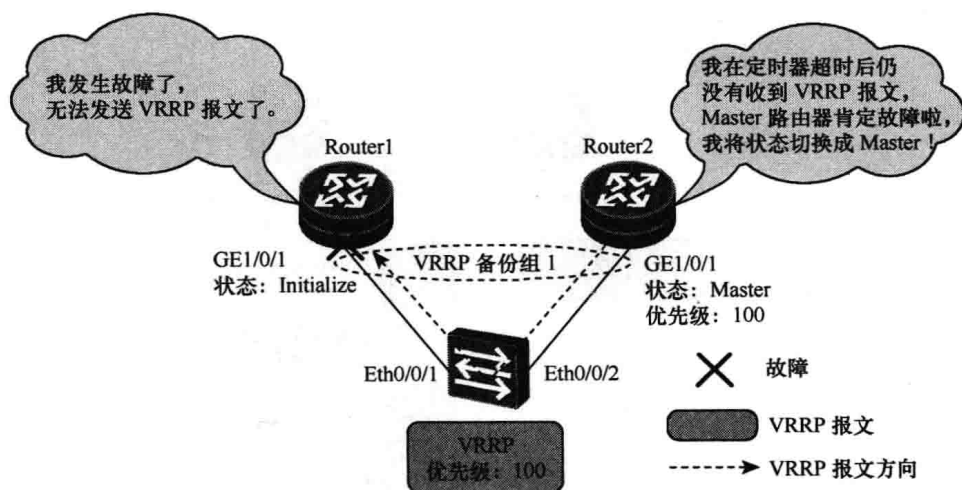 我发生故障了，
无法发送 VRRP 报文了。
我在定时器超时后仍
没有收到 VRRP 报文，
Master 路由器肯定故障啦，
我将状态切换成 Master！
Router1
Router2
GE1/0/1
状态：Initialize
VRRP 备份组 1
GE1/0/1
状态：Master
优先级：100
Eth0/0/1
Eth0/0/2
故障
VRRP
优先级：100
VRRP 报文
VRRP 报文方向